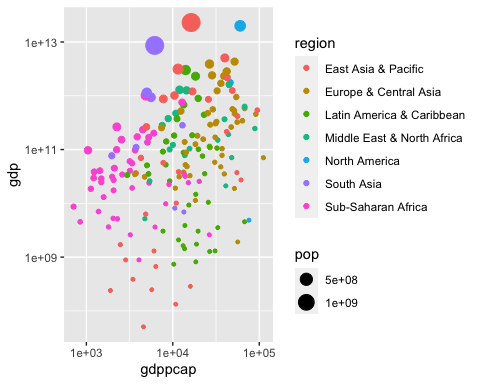 gdp
1e+13
1e+11
1e+09
1e+03
1e+04
1e+05
gdppcap
region
East Asia & Pacific
Europe & Central Asia
Latin America & Caribbean
Middle East & North Africa
North America
South Asia
Sub-Saharan Africa
pop
5e+08
1e+09